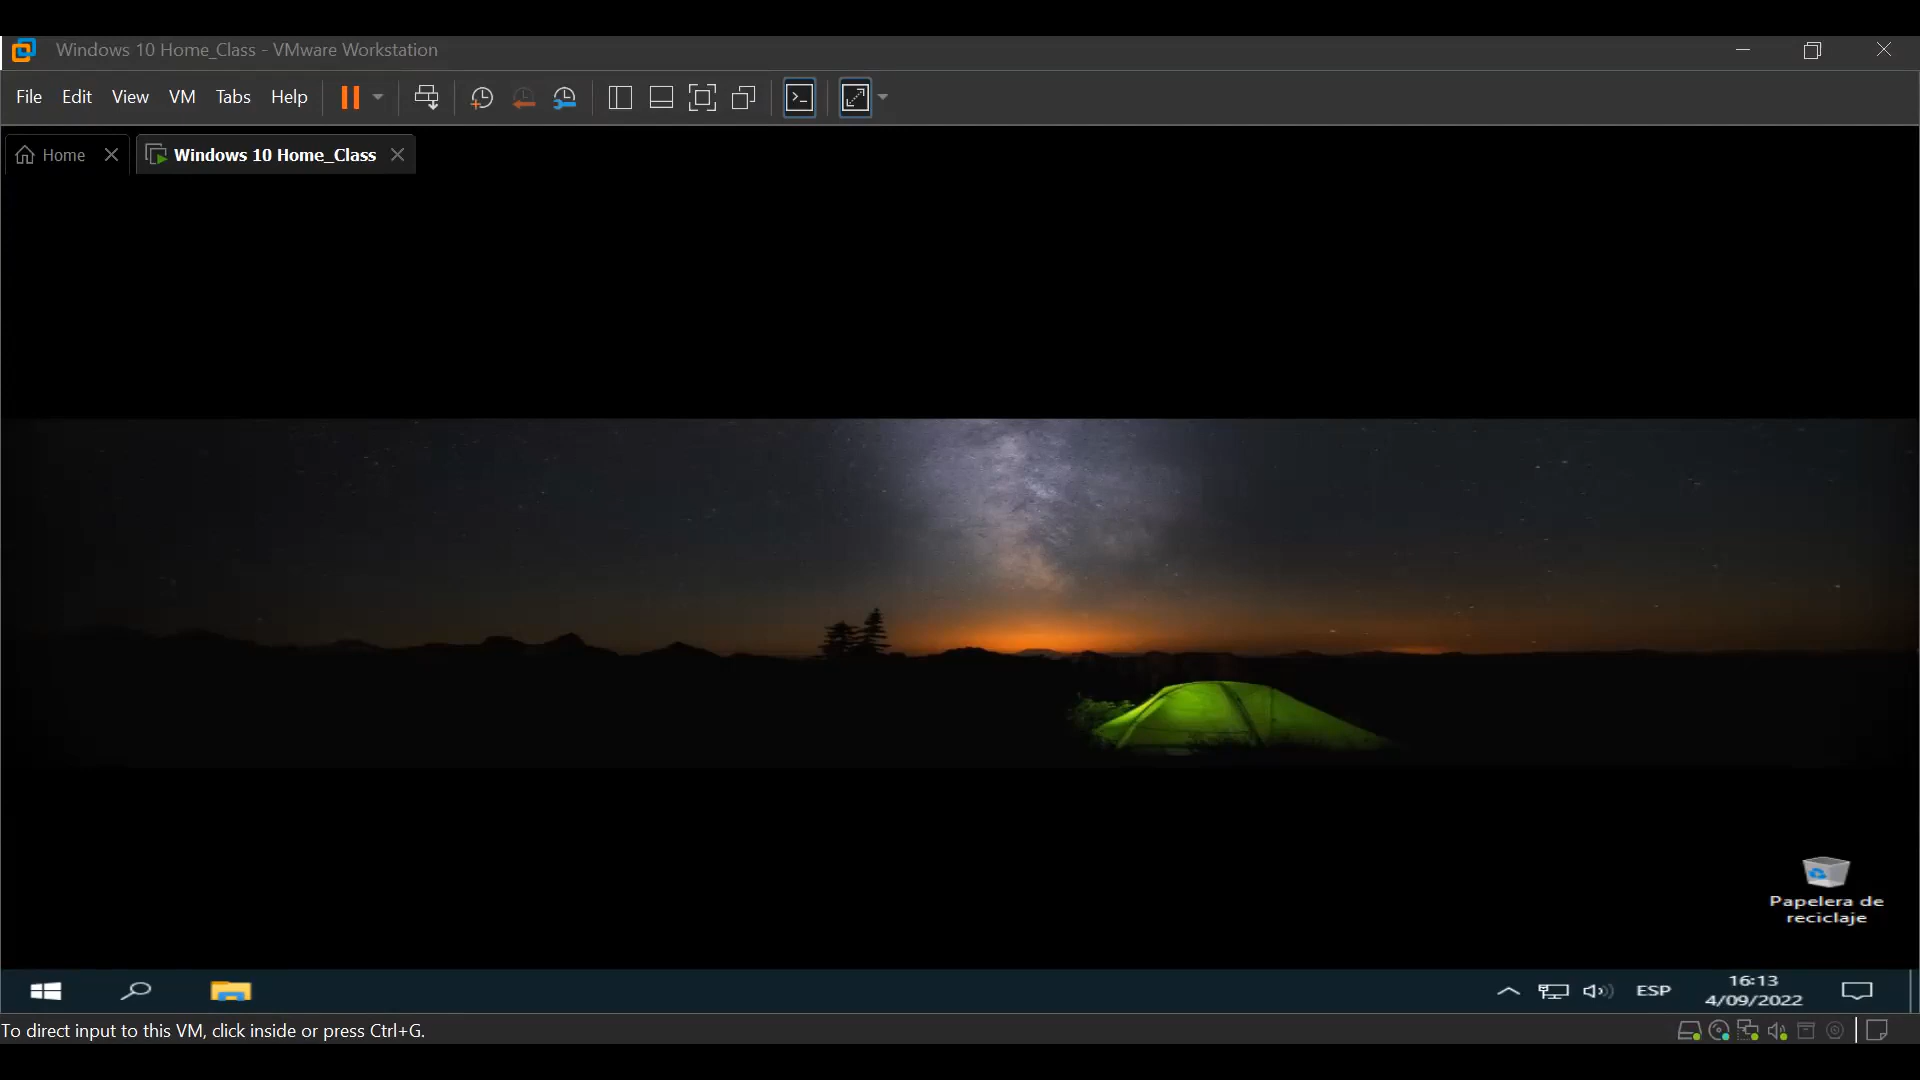 Windows 10 Home_Class - VMware Workstation
File Edit View VM Tabs Help
Home
Windows 10 Home_Class
Papelera de
reciclaje
ESP
16:13
4/09/2022
To direct input to this VM, click inside or press Ctrl+G.